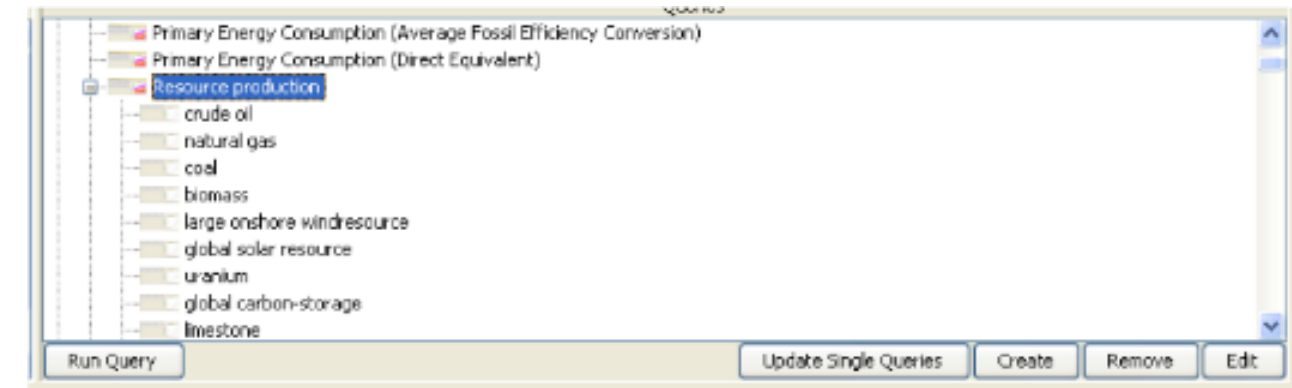 Queries
Primary Energy Consumption (Average Fossil Efficiency Conversion)
Primary Energy Consumption (Direct Equivalent)
Resource production
crude oil
natural gas
coal
biomass
large onshore windresource
global solar resource
uranium
global carbon-storage
limestone
Run Query Update Single Queries Create Remove Edit